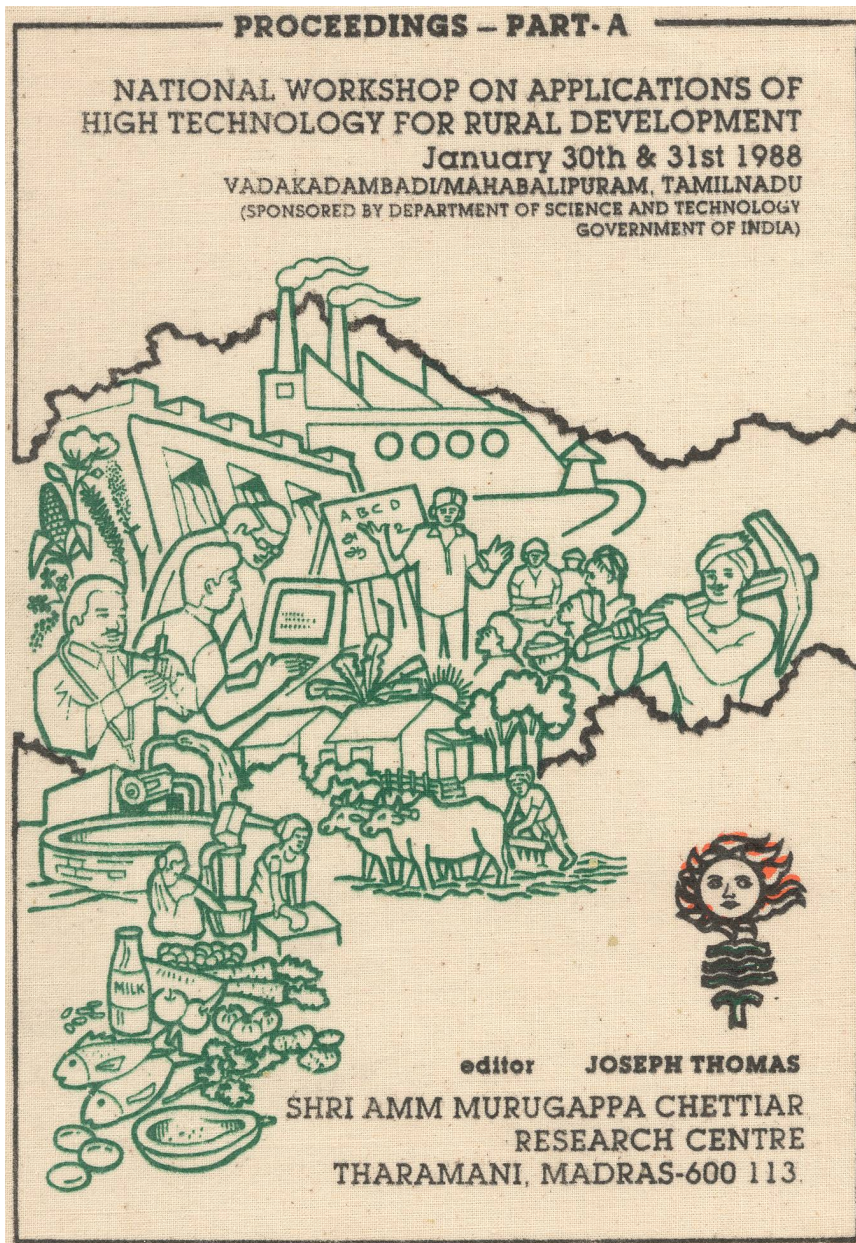 PROCEEDINGS – PART-A
NATIONAL WORKSHOP ON APPLICATIONS OF
HIGH TECHNOLOGY FOR RURAL DEVELOPMENT
January 30th & 31st 1988
VADAKADAMBADI/MAHABALIPURAM, TAMILNADU
(SPONSORED BY DEPARTMENT OF SCIENCE AND TECHNOLOGY
GOVERNMENT OF INDIA)
A B C D
MILK
editor JOSEPH THOMAS
SHRI AMM MURUGAPPA CHETTIAR
RESEARCH CENTRE
THARAMANI, MADRAS-600 113.